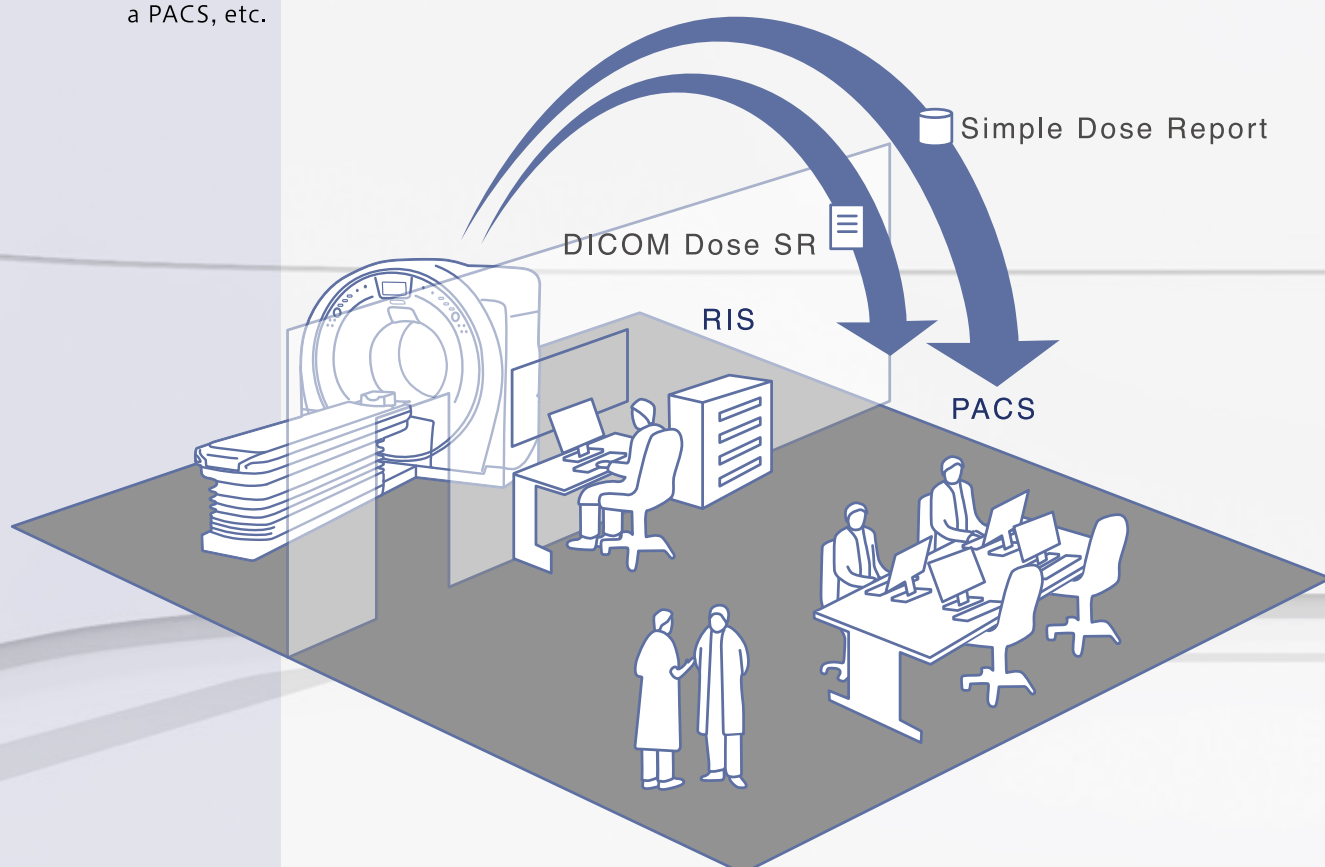 a PACS, etc.
Simple Dose Report
DICOM Dose SR
RIS
PACS